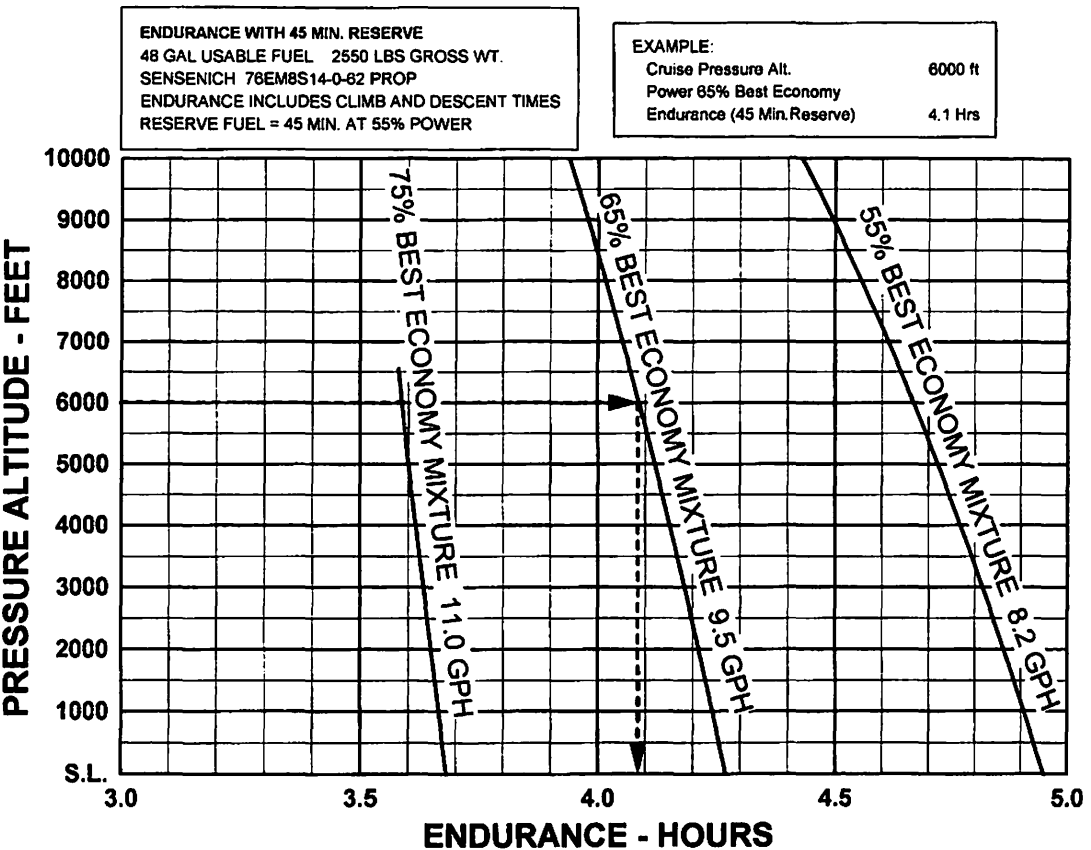 ENDURANCE WITH 45 MIN. RESERVE
48 GAL USABLE FUEL 2550 LBS GROSS WT.
SENSENICH 76EM8S14-0-62 PROP
ENDURANCE INCLUDES CLIMB AND DESCENT TIMES
RESERVE FUEL = 45 MIN. AT 55% POWER
EXAMPLE:
Cruise Pressure Alt. 6000 ft
Power 65% Best Economy
Endurance (45 Min.Reserve) 4.1 Hrs
PRESSURE ALTITUDE - FEET
10000
9000
8000
7000
6000
5000
4000
3000
2000
1000
S.L.
75% BEST ECONOMY MIXTURE 11.0 GPH
65% BEST ECONOMY MIXTURE 9.5 GPH
55% BEST ECONOMY MIXTURE 8.2 GPH
3.0 3.5 4.0 4.5 5.0
ENDURANCE - HOURS